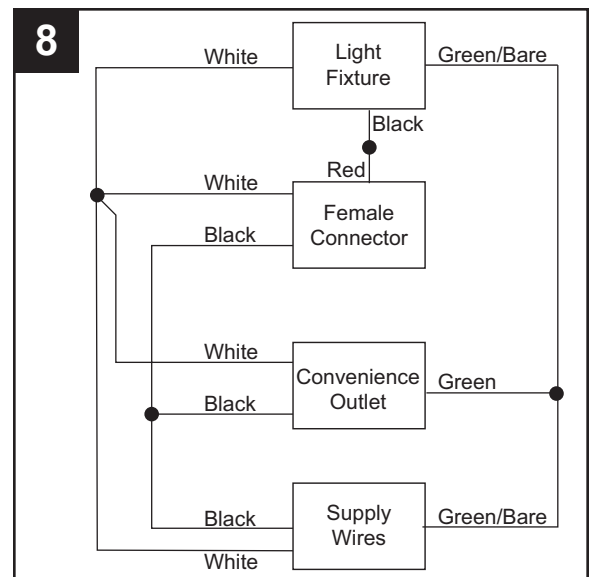 8
White
Light
Fixture
Green/Bare
Black
Red
White
Female
Connector
Black
White
Convenience
Outlet
Green
Black
Black
Supply
Wires
Green/Bare
White